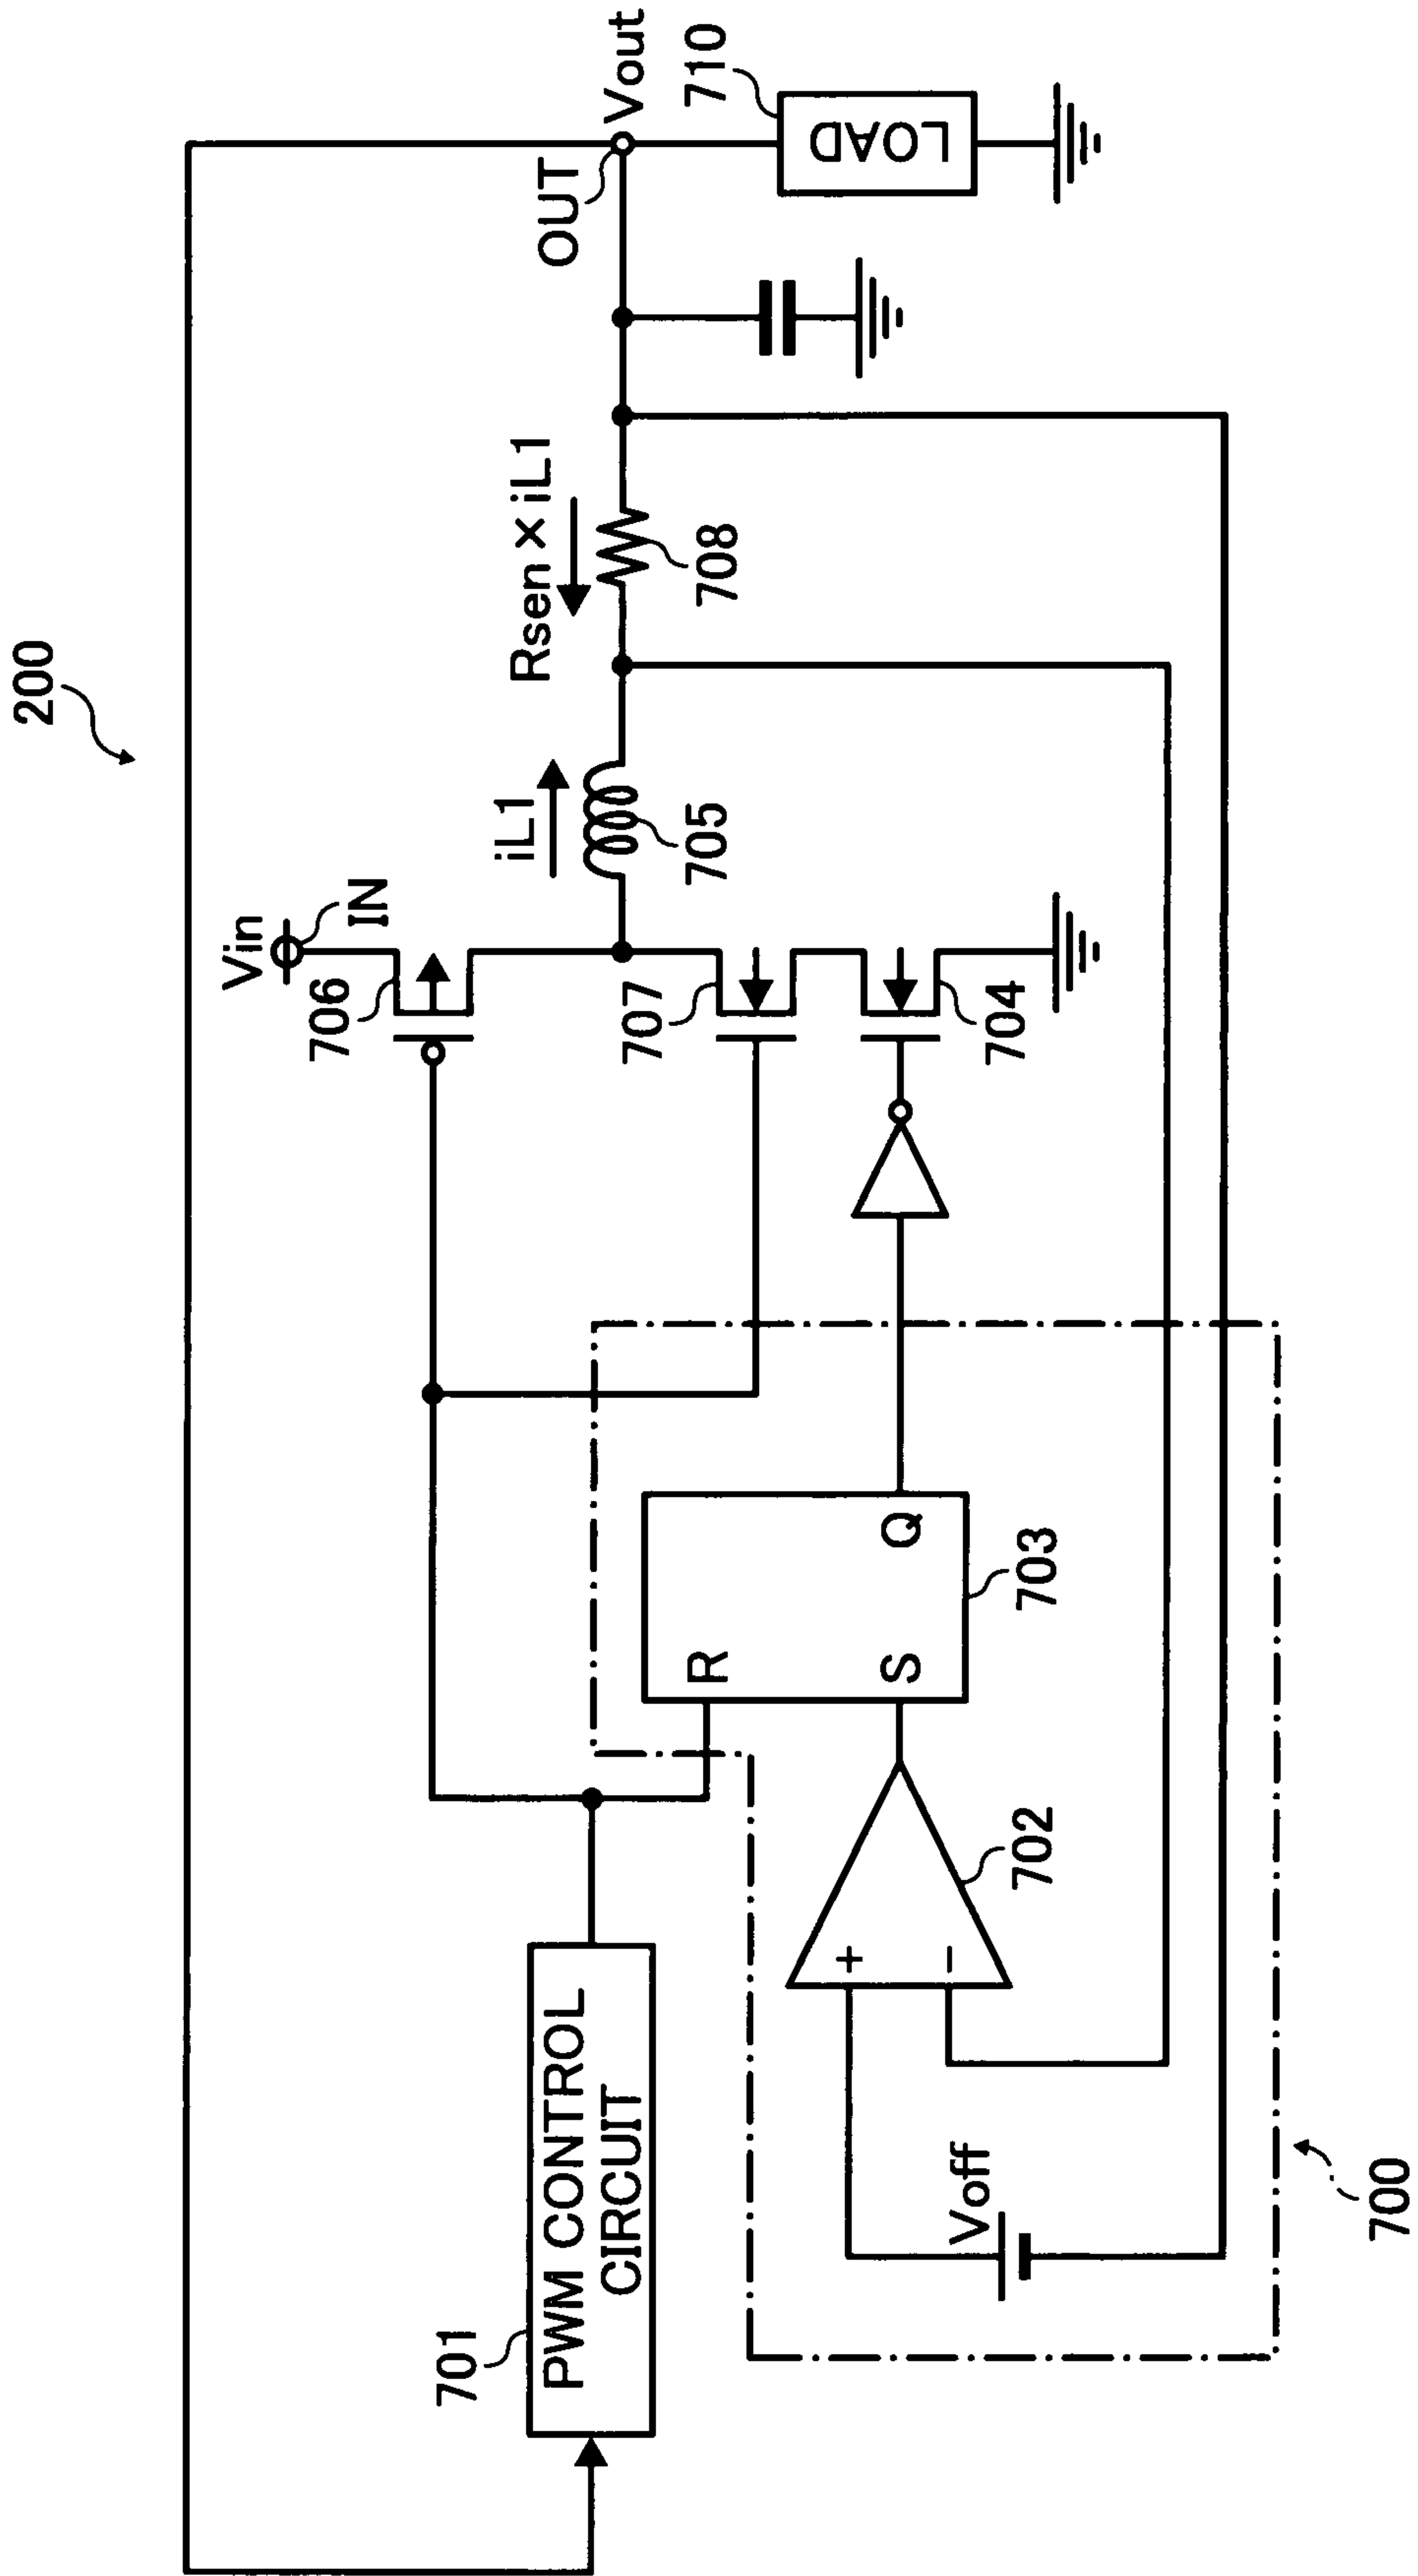 200
Vin
IN
706
iL1
705
Rsen × iL1
708
OUT
Vout
710
LOAD
707
704
701
PWM CONTROL
CIRCUIT
R
S
Q
703
+
−
702
Voff
700